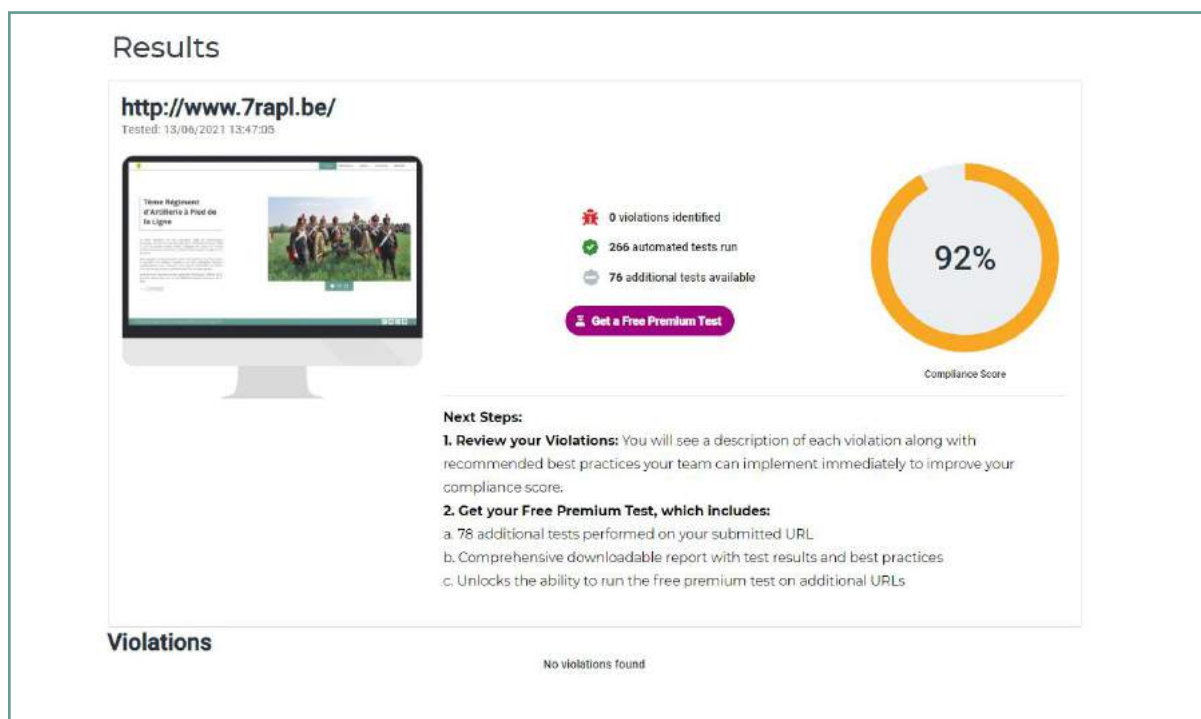 Results
http://www.7rapl.be/
Tested: 13/06/2021 13:47:05
7ème Régiment
d'Artillerie à Pied de
la Ligne
0 violations identified
266 automated tests run
76 additional tests available
Get a Free Premium Test
92%
Compliance Score
Next Steps:
1. Review your Violations: You will see a description of each violation along with
recommended best practices your team can implement immediately to improve your
compliance score.
2. Get your Free Premium Test, which includes:
a. 78 additional tests performed on your submitted URL
b. Comprehensive downloadable report with test results and best practices
c. Unlocks the ability to run the free premium test on additional URLs
Violations
No violations found